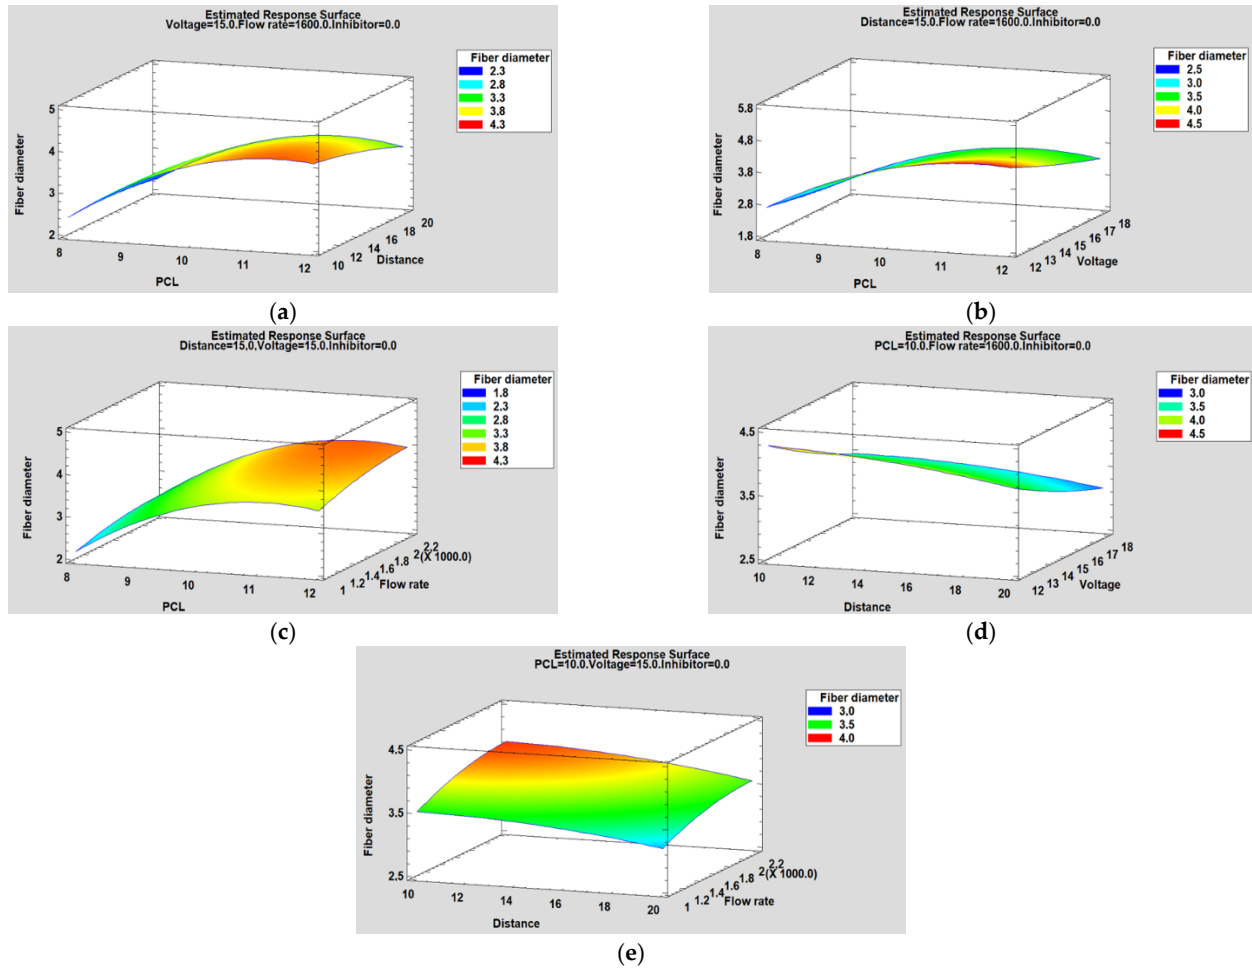 Estimated Response Surface
Voltage=15.0.Flow rate=1600.0.Inhibitor=0.0
Fiber diameter
2.3
2.8
3.3
3.8
4.3
Fiber diameter
5
4
3
2
8
9
10
11
12
PCL
10
12
14
16
18
20
Distance
(a)
Estimated Response Surface
Distance=15.0.Flow rate=1600.0.Inhibitor=0.0
Fiber diameter
2.5
3.0
3.5
4.0
4.5
Fiber diameter
5.8
4.8
3.8
2.8
1.8
8
9
10
11
12
PCL
12
13
14
15
16
17
18
Voltage
(b)
Estimated Response Surface
Distance=15.0,Voltage=15.0.Inhibitor=0.0
Fiber diameter
1.8
2.3
2.8
3.3
3.8
4.3
Fiber diameter
5
4
3
2
8
9
10
11
12
PCL
1
1.2
1.4
1.6
1.8
2
2.2
(X 1000.0)
Flow rate
(c)
Estimated Response Surface
PCL=10.0.Flow rate=1600.0.Inhibitor=0.0
Fiber diameter
3.0
3.5
4.0
4.5
Fiber diameter
4.5
3.5
2.5
10
12
14
16
18
20
Distance
12
13
14
15
16
17
18
Voltage
(d)
Estimated Response Surface
PCL=10.0.Voltage=15.0.Inhibitor=0.0
Fiber diameter
3.0
3.5
4.0
Fiber diameter
4.5
3.5
2.5
10
12
14
16
18
20
Distance
1
1.2
1.4
1.6
1.8
2
2.2
(X 1000.0)
Flow rate
(e)